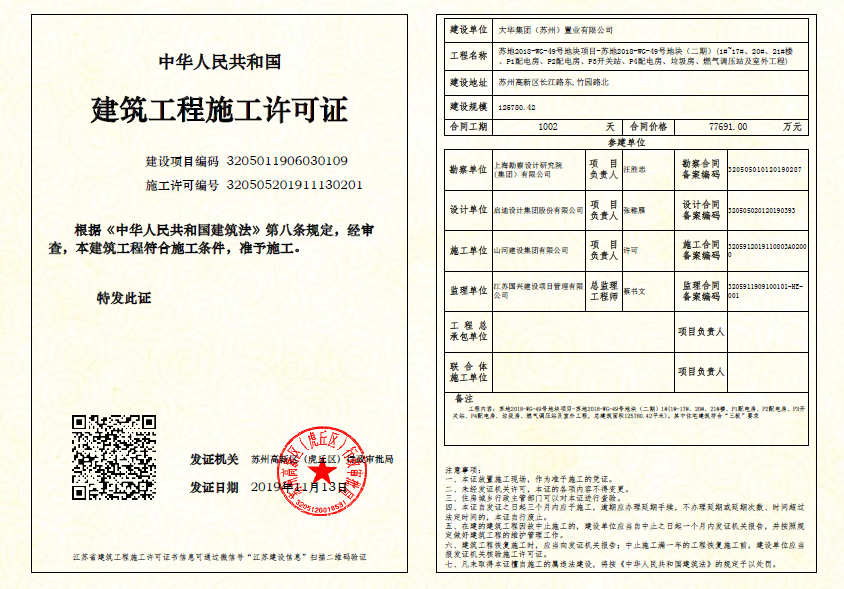 中华人民共和国
建筑工程施工许可证
建设项目编码 3205011906030109
施工许可编号 320505201911130201
根据《中华人民共和国建筑法》第八条规定，经审
查，本建筑工程符合施工条件，准予施工。
特发此证
发证机关 苏州高新区（虎丘区）行政审批局
发证日期 2019年11月13日
江苏省建筑工程施工许可证书信息可通过微信号“江苏建设信息”扫描二维码验证
建设单位 大华集团（苏州）置业有限公司
工程名称 苏地2018-WG-49号地块项目-苏地2018-WG-49号地块（二期）(1#~17#、20#、21#楼
、P1配电房、P2配电房、P3开关站、P4配电房、垃圾房、燃气调压站及室外工程)
建设地址 苏州高新区长江路东,竹园路北
建设规模 125780.42
合同工期 1002 天 合同价格 77691.00 万元
参建单位
勘察单位 上海勘察设计研究院
(集团）有限公司 项 目
负责人 汪胜忠 勘察合同
备案编码 320505010120190287
设计单位 启迪设计集团股份有限公司 项 目
负责人 张稚雁 设计合同
备案编码 320505020120190393
施工单位 山河建设集团有限公司 项 目
负责人 许可 施工合同
备案编码 3205912019110803A0200
0
监理单位 江苏国兴建设项目管理有限
公司 总监理
工程师 蔡书文 监理合同
备案编码 3205911909100101-HE-
001
工 程 总
承包单位 项目负责人
联 合 体
施工单位 项目负责人
备注
工程内容：苏地2018-WG-49号地块项目-苏地2018-WG-49号地块（二期）1#(1#-17#、20#、21#楼、P1配电房、P2配电房、P3开
关站、P4配电房、垃圾房、燃气调压站及室外工程，总建筑面积125780.42平米)。其中住宅建筑符合“三板”要求
注意事项：
一、本证放置施工现场，作为准予施工的凭证。
二、未经发证机关许可，本证的各项内容不得变更。
三、住房城乡行政主管部门可以对本证进行查验。
四、本证自发证之日起三个月内应予施工，逾期应办理延期手续，不办理延期或延期次数、时间超过
法定时间的，本证自行废止。
五、在建的建筑工程因故中止施工的，建设单位应当自中止之日起一个月内发证机关报告，并按照规
定做好建筑工程的维护管理工作。
六、建筑工程恢复施工时，应当向发证机关报告；中止施工满一年的工程恢复施工前，建设单位应当
报发证机关核验施工许可证。
七、凡未取得本证擅自施工的属违法建设，将按《中华人民共和国建筑法》的规定予以处罚。